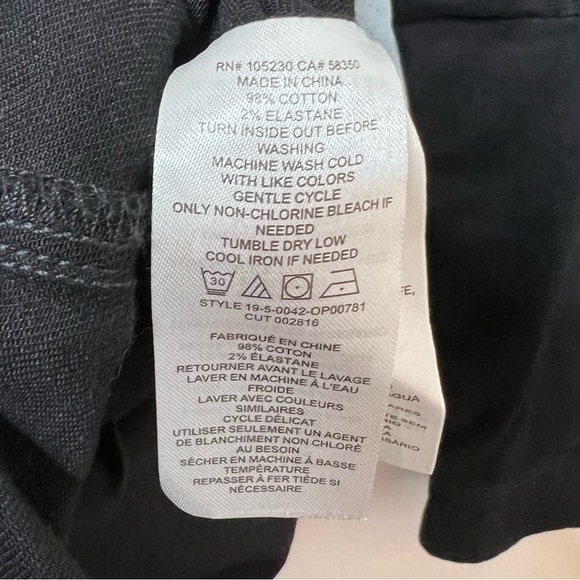 RN# 105230 CA# 58350
MADE IN CHINA
98% COTTON
2% ELASTANE
TURN INSIDE OUT BEFORE
WASHING
MACHINE WASH COLD
WITH LIKE COLORS
GENTLE CYCLE
ONLY NON-CHLORINE BLEACH IF
NEEDED
TUMBLE DRY LOW
COOL IRON IF NEEDED
30
STYLE 19-5-0042-OP00781
CUT 002816
FABRIQUÉ EN CHINE
98% COTON
2% ÉLASTANE
RETOURNER AVANT LE LAVAGE
LAVER EN MACHINE À EAU
FROIDE
LAVER AVEC COULEURS
SIMILAIRES
CYCLE DÉLICAT
UTILISER SEULEMENT UN AGENT
DE BLANCHIMENT NON CHLORÉ
AU BESOIN
SÉCHER EN MACHINE À BASSE
TEMPÉRATURE
REPASSER À FER TIÈDE SI
NÉCESSAIRE